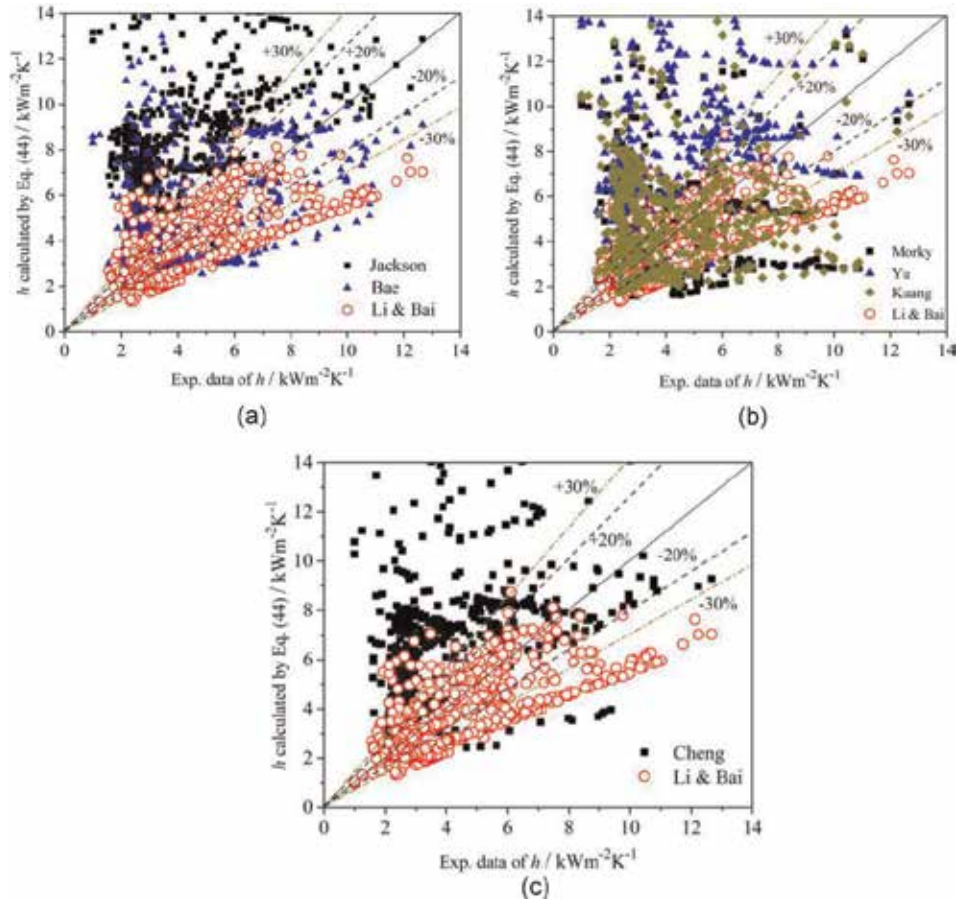 14
12
10
8
6
4
2
0
h calculated by Eq. (44) / kWm⁻²K⁻¹
+30%
+20%
-20%
-30%
Jackson
Bae
Li & Bai
0 2 4 6 8 10 12 14
Exp. data of h / kWm⁻²K⁻¹
(a)
14
12
10
8
6
4
2
0
h calculated by Eq. (44) / kWm⁻²K⁻¹
+30%
+20%
-20%
-30%
Morky
Yu
Kuang
Li & Bai
0 2 4 6 8 10 12 14
Exp. data of h / kWm⁻²K⁻¹
(b)
14
12
10
8
6
4
2
0
h calculated by Eq. (44) / kWm⁻²K⁻¹
+30%
+20%
-20%
-30%
Cheng
Li & Bai
0 2 4 6 8 10 12 14
Exp. data of h / kWm⁻²K⁻¹
(c)